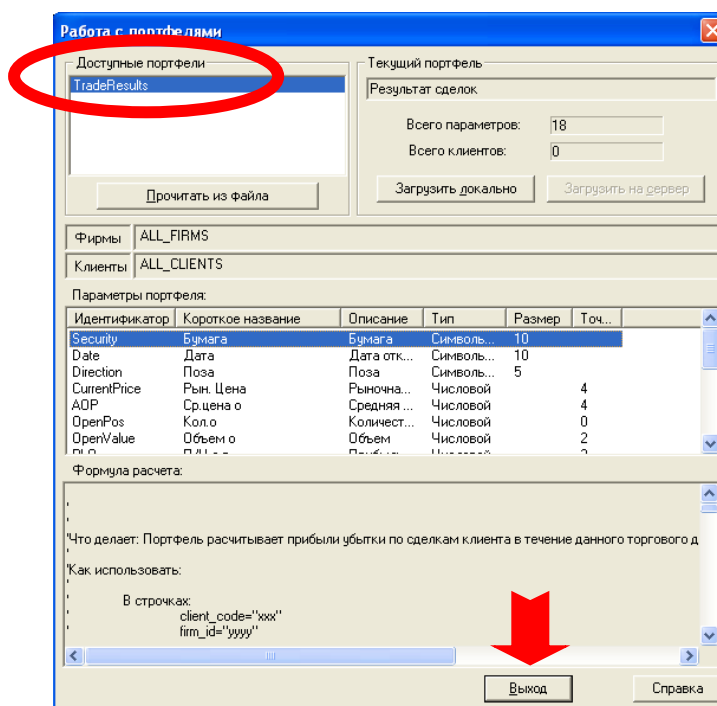 Работа с портфелями
Доступные портфели
TradeResults
Прочитать из файла
Текущий портфель
Результат сделок
Всего параметров: 18
Всего клиентов: 0
Загрузить локально Загрузить на сервер
Фирмы ALL_FIRMS
Клиенты ALL_CLIENTS
Параметры портфеля:
Идентификатор Короткое название Описание Тип Размер Точ...
Security Бумага Бумага Символь... 10
Date Дата Дата отк... Символь... 10
Direction Поза Поза Символь... 5
CurrentPrice Рын. Цена Рыночна... Числовой 4
AOP Ср.цена о Средняя ... Числовой 4
OpenPos Кол.о Количест... Числовой 0
OpenValue Объем о Объем Числовой 2
Формула расчета:
'
'
'Что делает: Портфель расчитывает прибыли убытки по сделкам клиента в течение данного торгового д
'
'Как использовать:
'
' В строчках:
' client_code="xxx"
' firm_id="yyyy"
Выход Справка